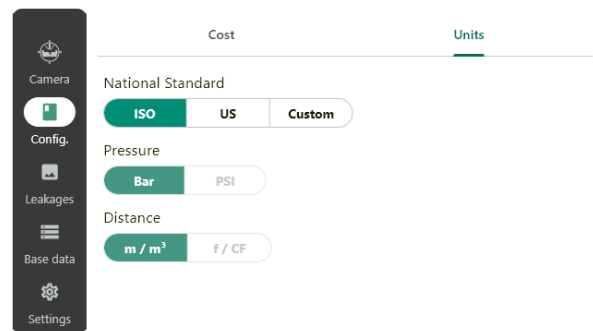 Cost Units
Camera
Config.
Leakages
Base data
Settings
National Standard
ISO US Custom
Pressure
Bar PSI
Distance
m / m³ f / CF